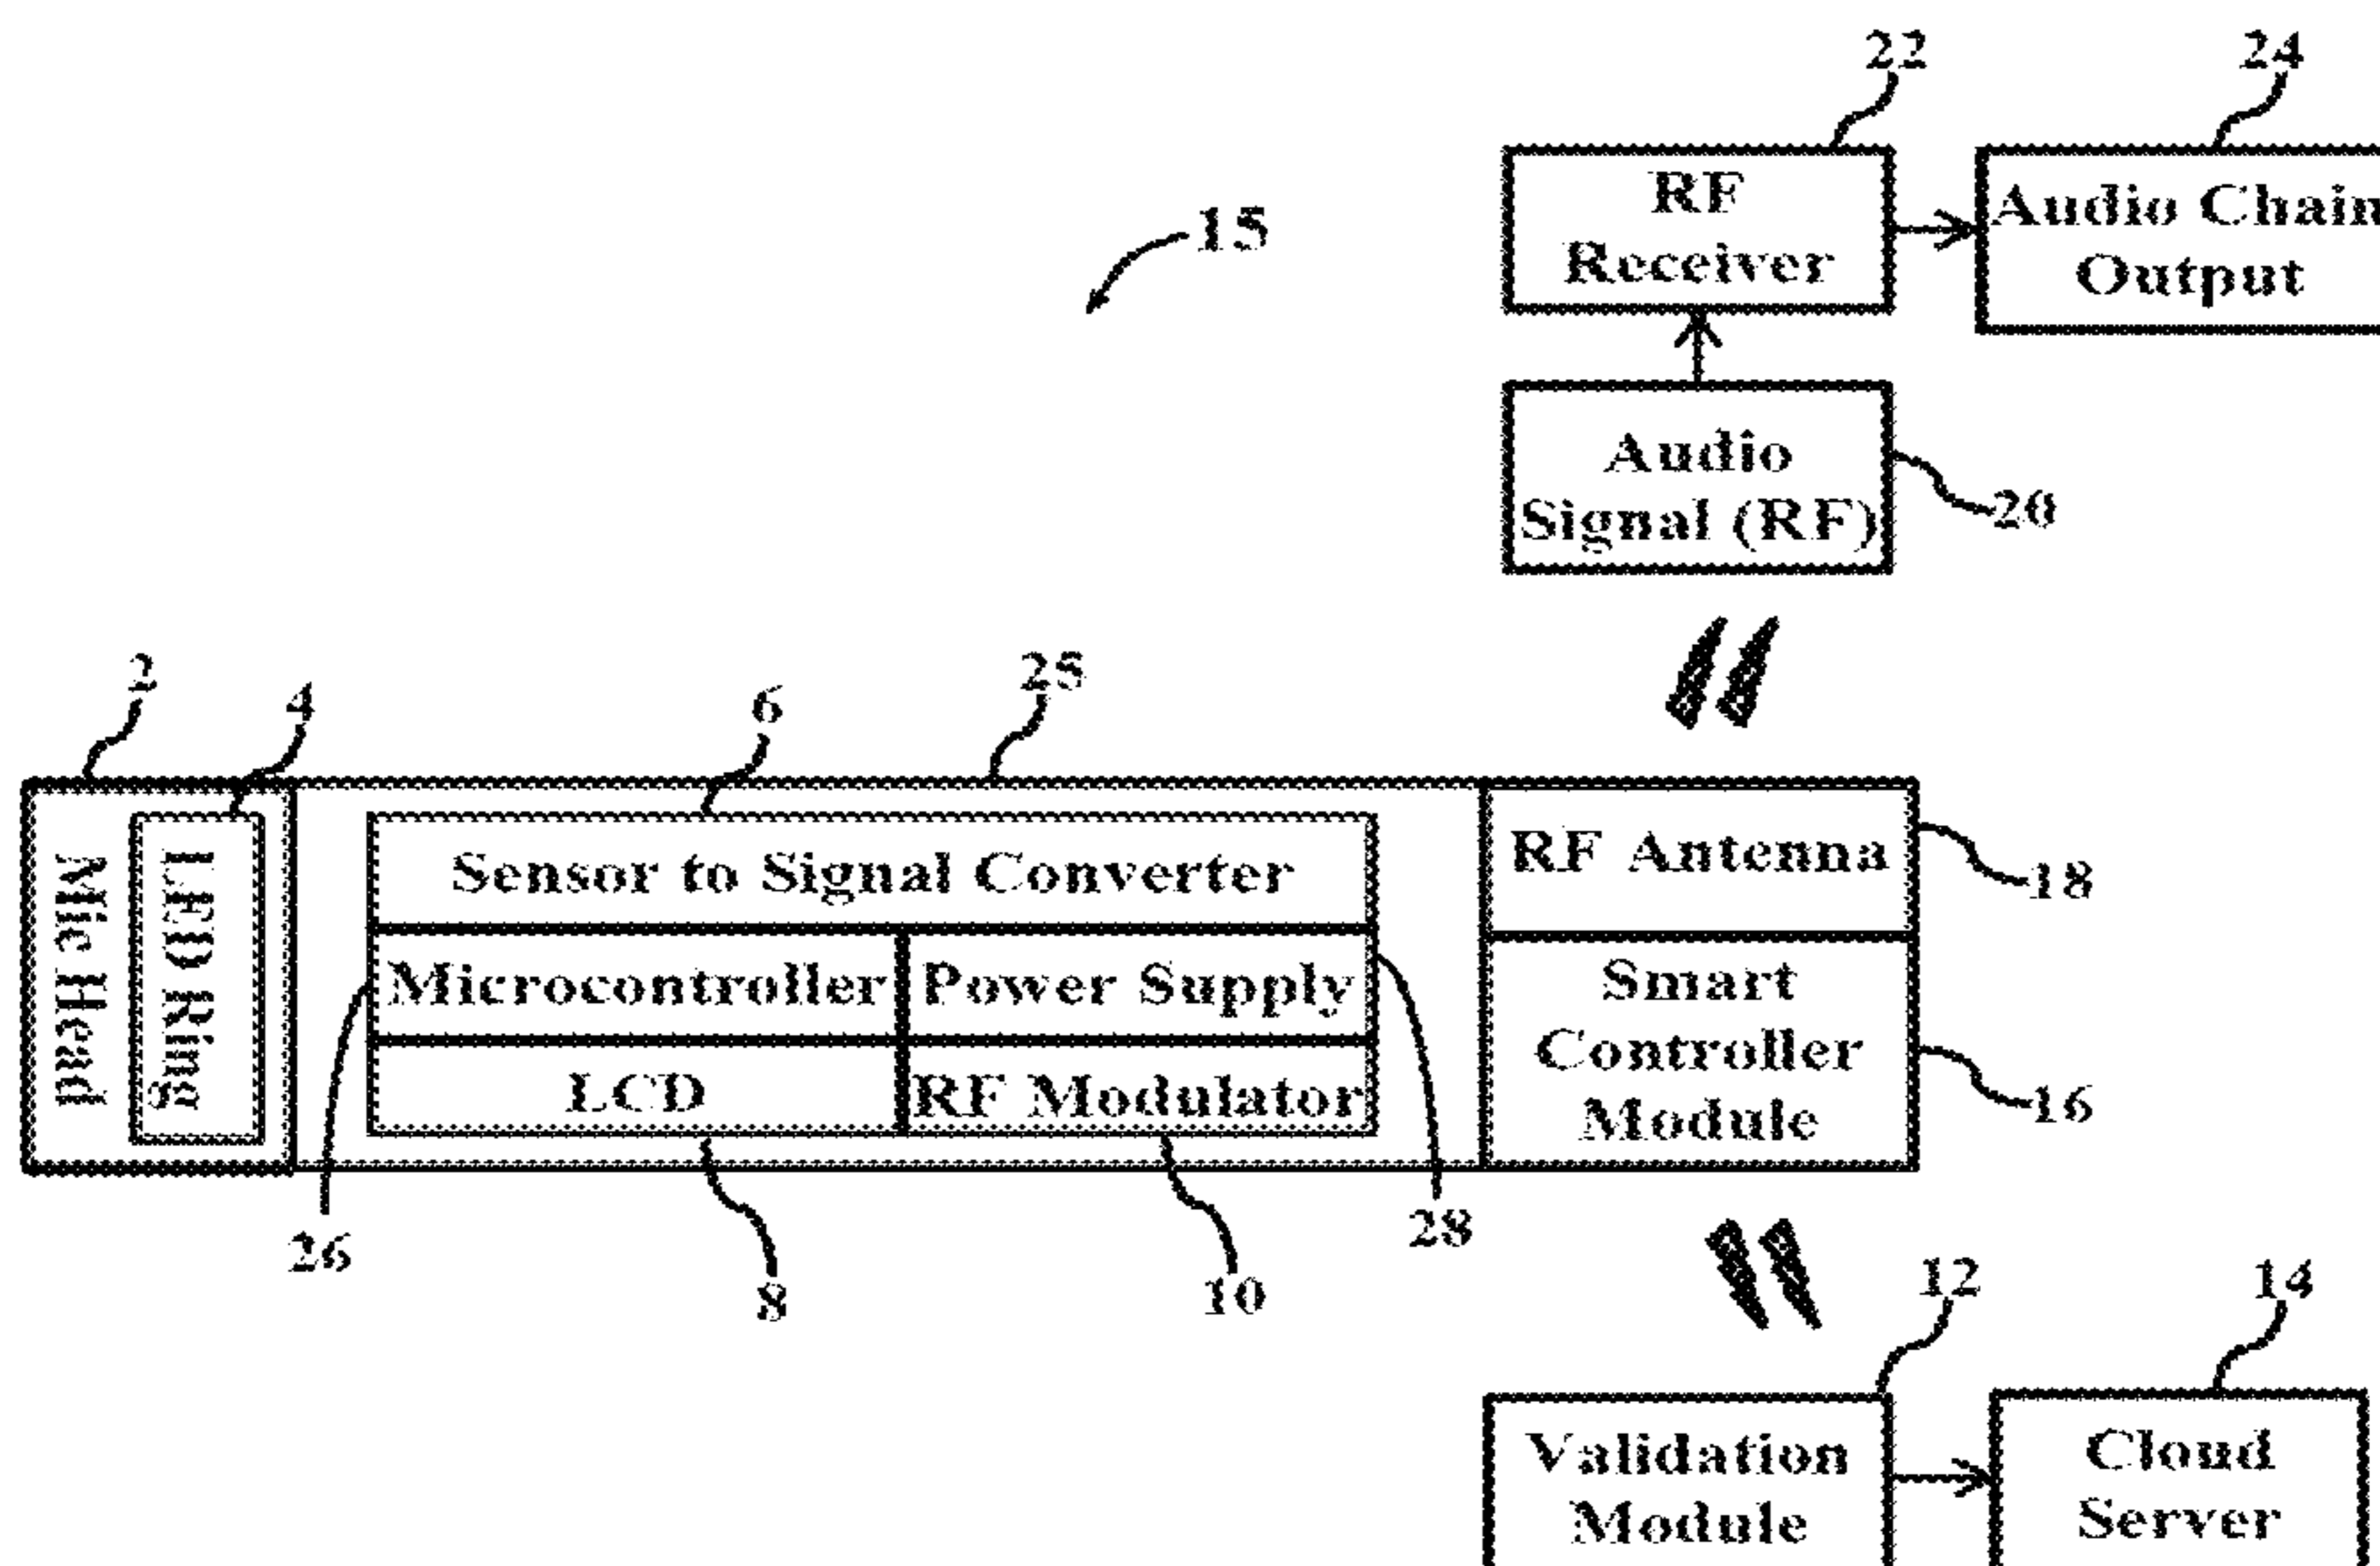 22
24
RF
Receiver
Audio Chain
Output
15
Audio
Signal (RF)
20
2
4
6
25
Mic Head
LED Ring
Sensor to Signal Converter
Microcontroller
Power Supply
LCD
RF Modulator
RF Antenna
18
Smart
Controller
Module
16
26
8
10
28
12
14
Validation
Module
Cloud
Server